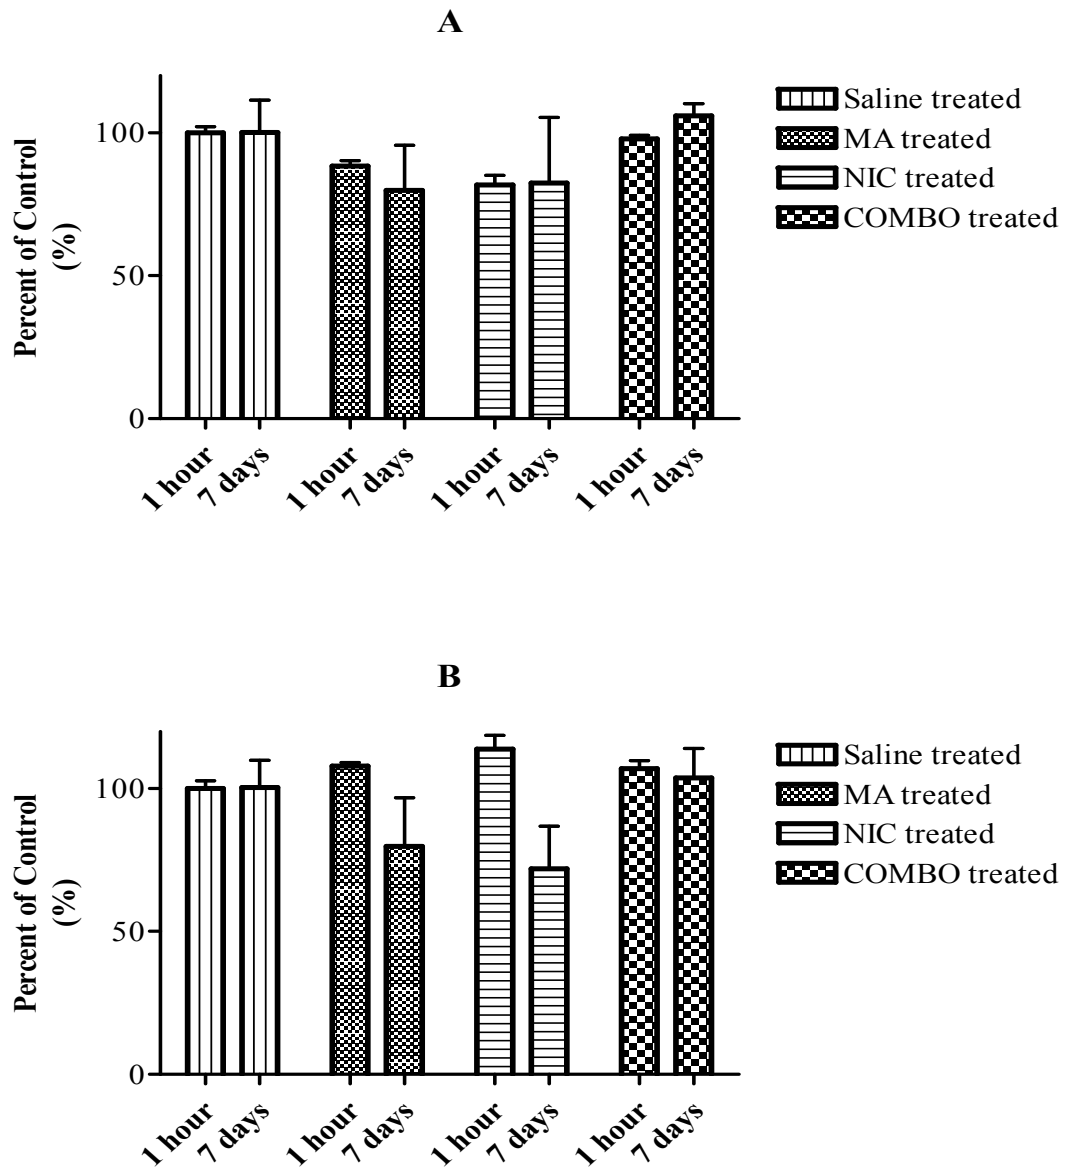 A
Percent of Control
(%)
100
50
0
1 hour
7 days
1 hour
7 days
1 hour
7 days
1 hour
7 days
Saline treated
MA treated
NIC treated
COMBO treated
B
Percent of Control
(%)
100
50
0
1 hour
7 days
1 hour
7 days
1 hour
7 days
1 hour
7 days
Saline treated
MA treated
NIC treated
COMBO treated